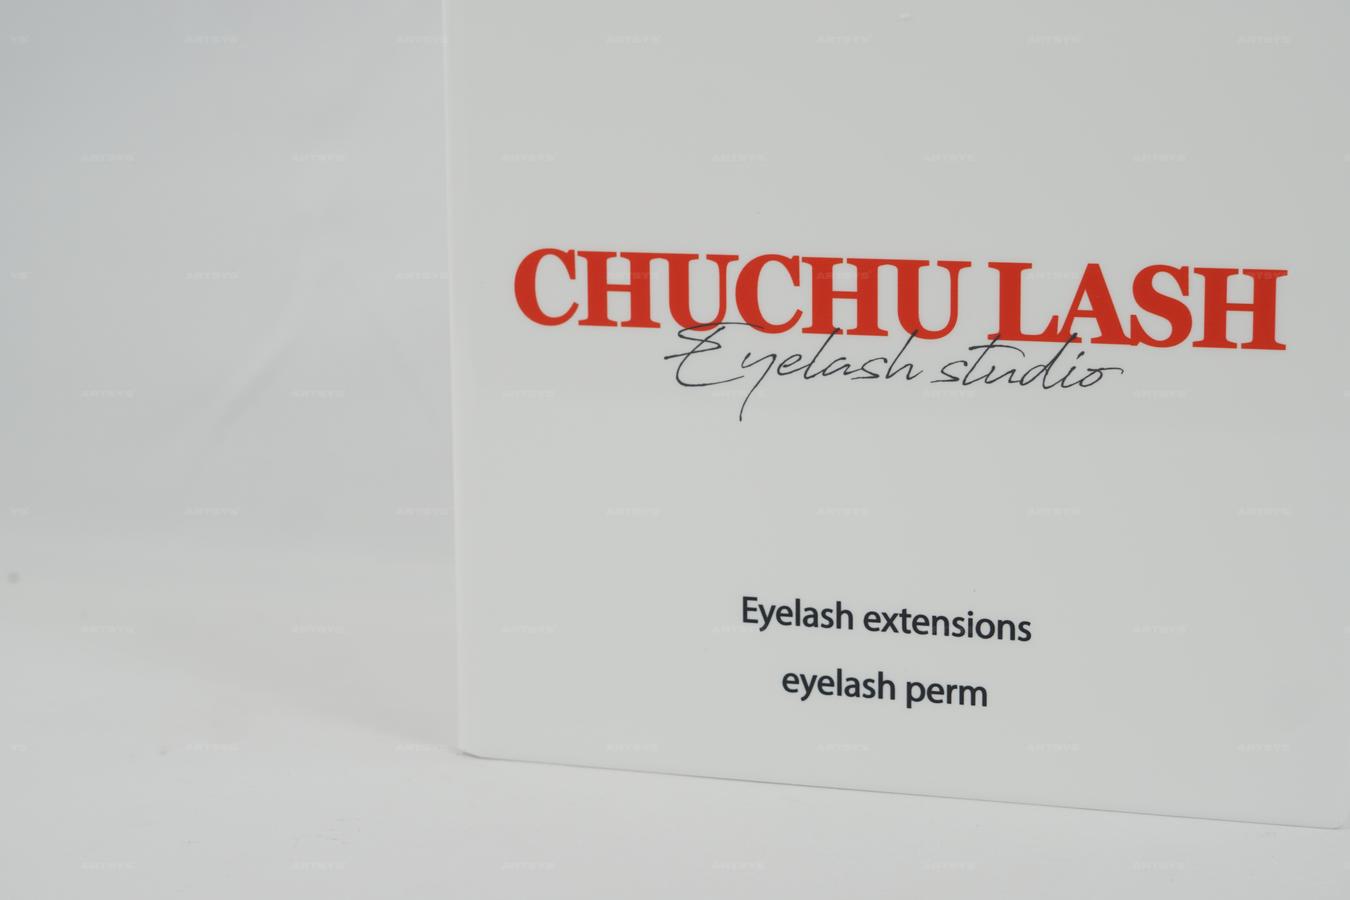 CHUCHU LASH
Eyelash studio
Eyelash extensions
eyelash perm